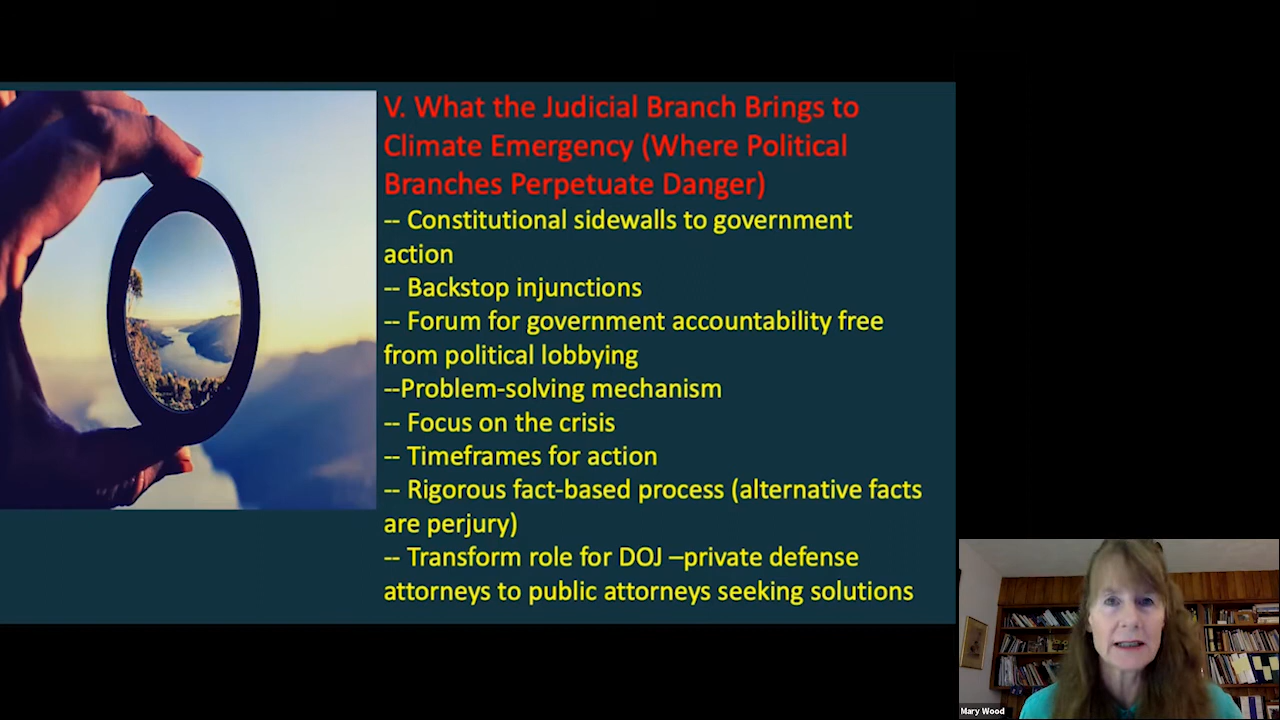 V. What the Judicial Branch Brings to
Climate Emergency (Where Political
Branches Perpetuate Danger)
-- Constitutional sidewalls to government
action
-- Backstop injunctions
-- Forum for government accountability free
from political lobbying
--Problem-solving mechanism
-- Focus on the crisis
-- Timeframes for action
-- Rigorous fact-based process (alternative facts
are perjury)
-- Transform role for DOJ –private defense
attorneys to public attorneys seeking solutions
Mary Wood